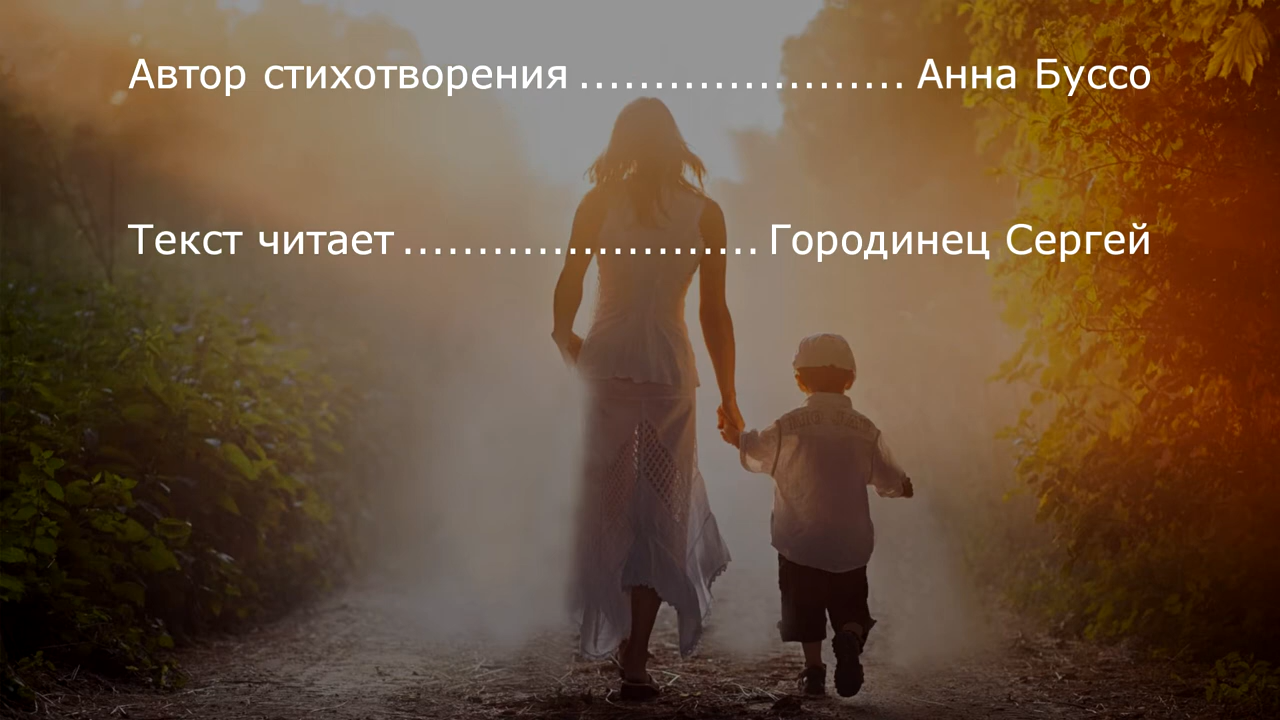 Автор стихотворения ...................... Анна Буссо
Текст читает ........................ Городинец Сергей